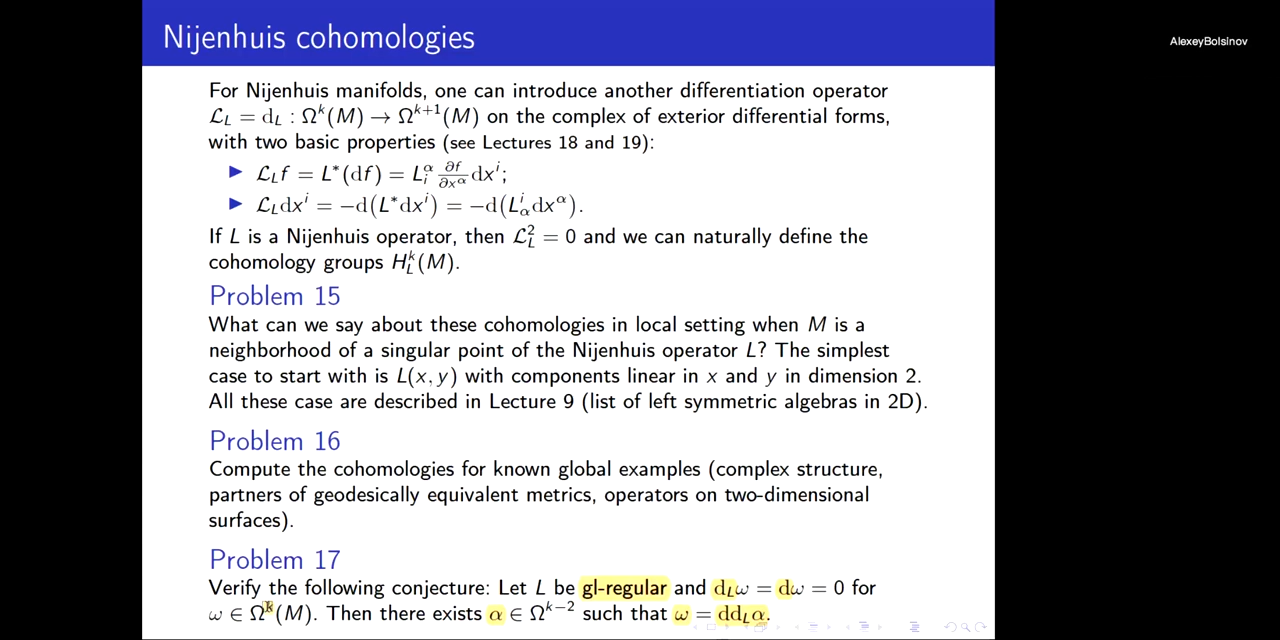 Nijenhuis cohomologies
AlexeyBolsinov
For Nijenhuis manifolds, one can introduce another differentiation operator
ℒ_L = d_L : Ω^k(M) → Ω^{k+1}(M) on the complex of exterior differential forms,
with two basic properties (see Lectures 18 and 19):
▶ ℒ_L f = L*(df) = L_i^α ∂f/∂x^α dx^i;
▶ ℒ_L dx^i = −d(L*dx^i) = −d(L_α^i dx^α).
If L is a Nijenhuis operator, then ℒ_L^2 = 0 and we can naturally define the
cohomology groups H_L^k(M).
Problem 15
What can we say about these cohomologies in local setting when M is a
neighborhood of a singular point of the Nijenhuis operator L? The simplest
case to start with is L(x, y) with components linear in x and y in dimension 2.
All these case are described in Lecture 9 (list of left symmetric algebras in 2D).
Problem 16
Compute the cohomologies for known global examples (complex structure,
partners of geodesically equivalent metrics, operators on two-dimensional
surfaces).
Problem 17
Verify the following conjecture: Let L be gl-regular and d_L ω = dω = 0 for
ω ∈ Ω^k(M). Then there exists α ∈ Ω^{k−2} such that ω = dd_L α.